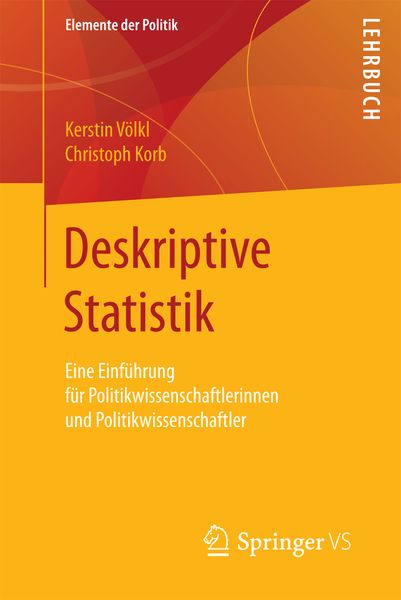 Elemente der Politik
LEHRBUCH
Kerstin Völkl
Christoph Korb
Deskriptive
Statistik
Eine Einführung
für Politikwissenschaftlerinnen
und Politikwissenschaftler
Springer VS